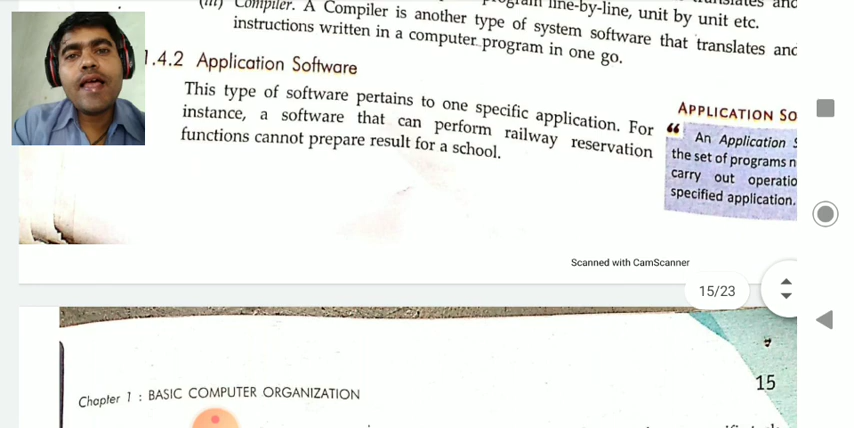 (iii) Compiler. A Compiler is another type of system software that translates and
program line-by-line, unit by unit etc.
instructions written in a computer program in one go.
1.4.2 Application Software
This type of software pertains to one specific application. For
instance, a software that can perform railway reservation
functions cannot prepare result for a school.
APPLICATION SO
“ An Application S
the set of programs n
carry out operatio
specified application.
Scanned with CamScanner
15/23
15
Chapter 1 : BASIC COMPUTER ORGANIZATION